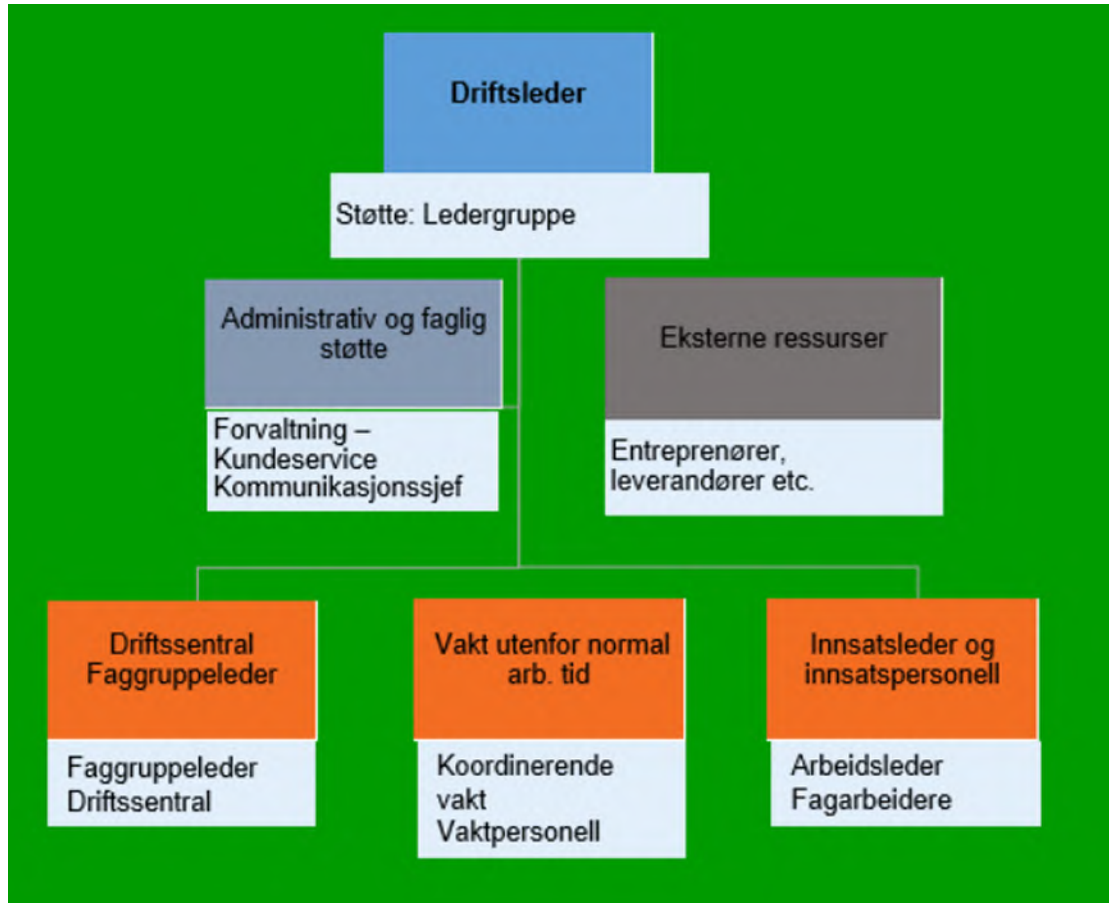 Driftsleder
Støtte: Ledergruppe
Administrativ og faglig
støtte
Forvaltning –
Kundeservice
Kommunikasjonssjef
Eksterne ressurser
Entreprenører,
leverandører etc.
Driftssentral
Faggruppeleder
Faggruppeleder
Driftssentral
Vakt utenfor normal
arb. tid
Koordinerende
vakt
Vaktpersonell
Innsatsleder og
innsatspersonell
Arbeidsleder
Fagarbeidere